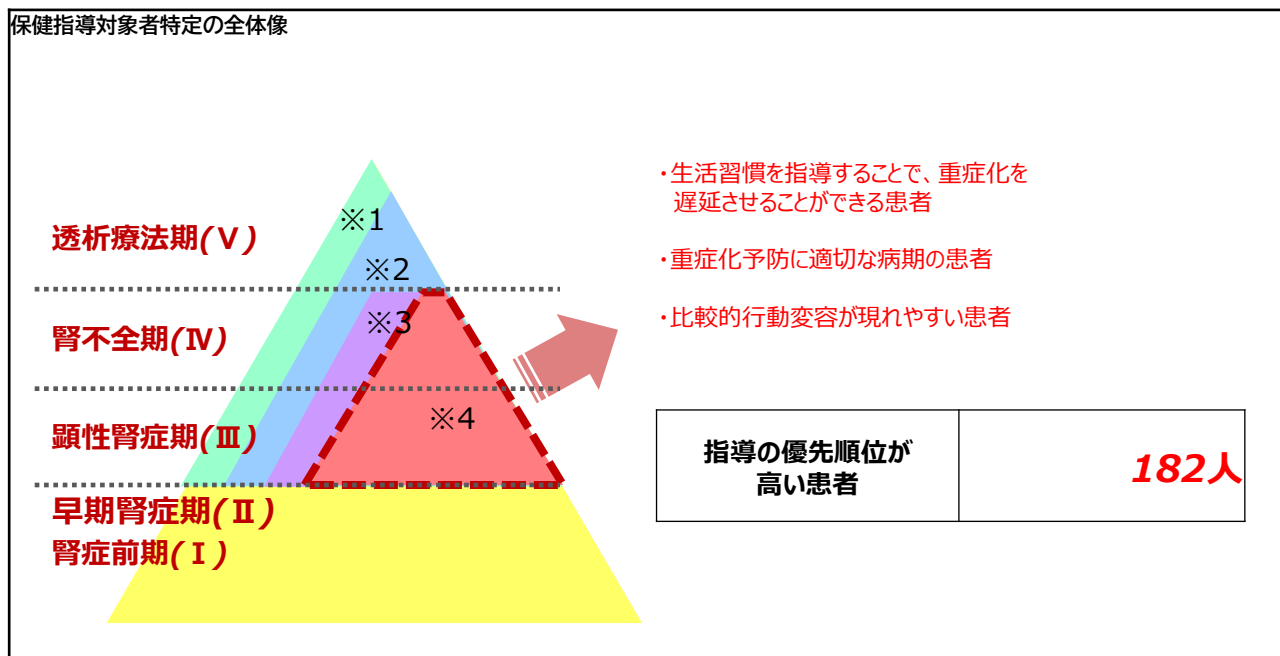 保健指導対象者特定の全体像
※1
透析療法期(Ⅴ)
※2
※3
腎不全期(Ⅳ)
※4
顕性腎症期(Ⅲ)
早期腎症期(Ⅱ)
腎症前期(Ⅰ)
・生活習慣を指導することで、重症化を
遅延させることができる患者
・重症化予防に適切な病期の患者
・比較的行動変容が現れやすい患者
指導の優先順位が
高い患者
182人